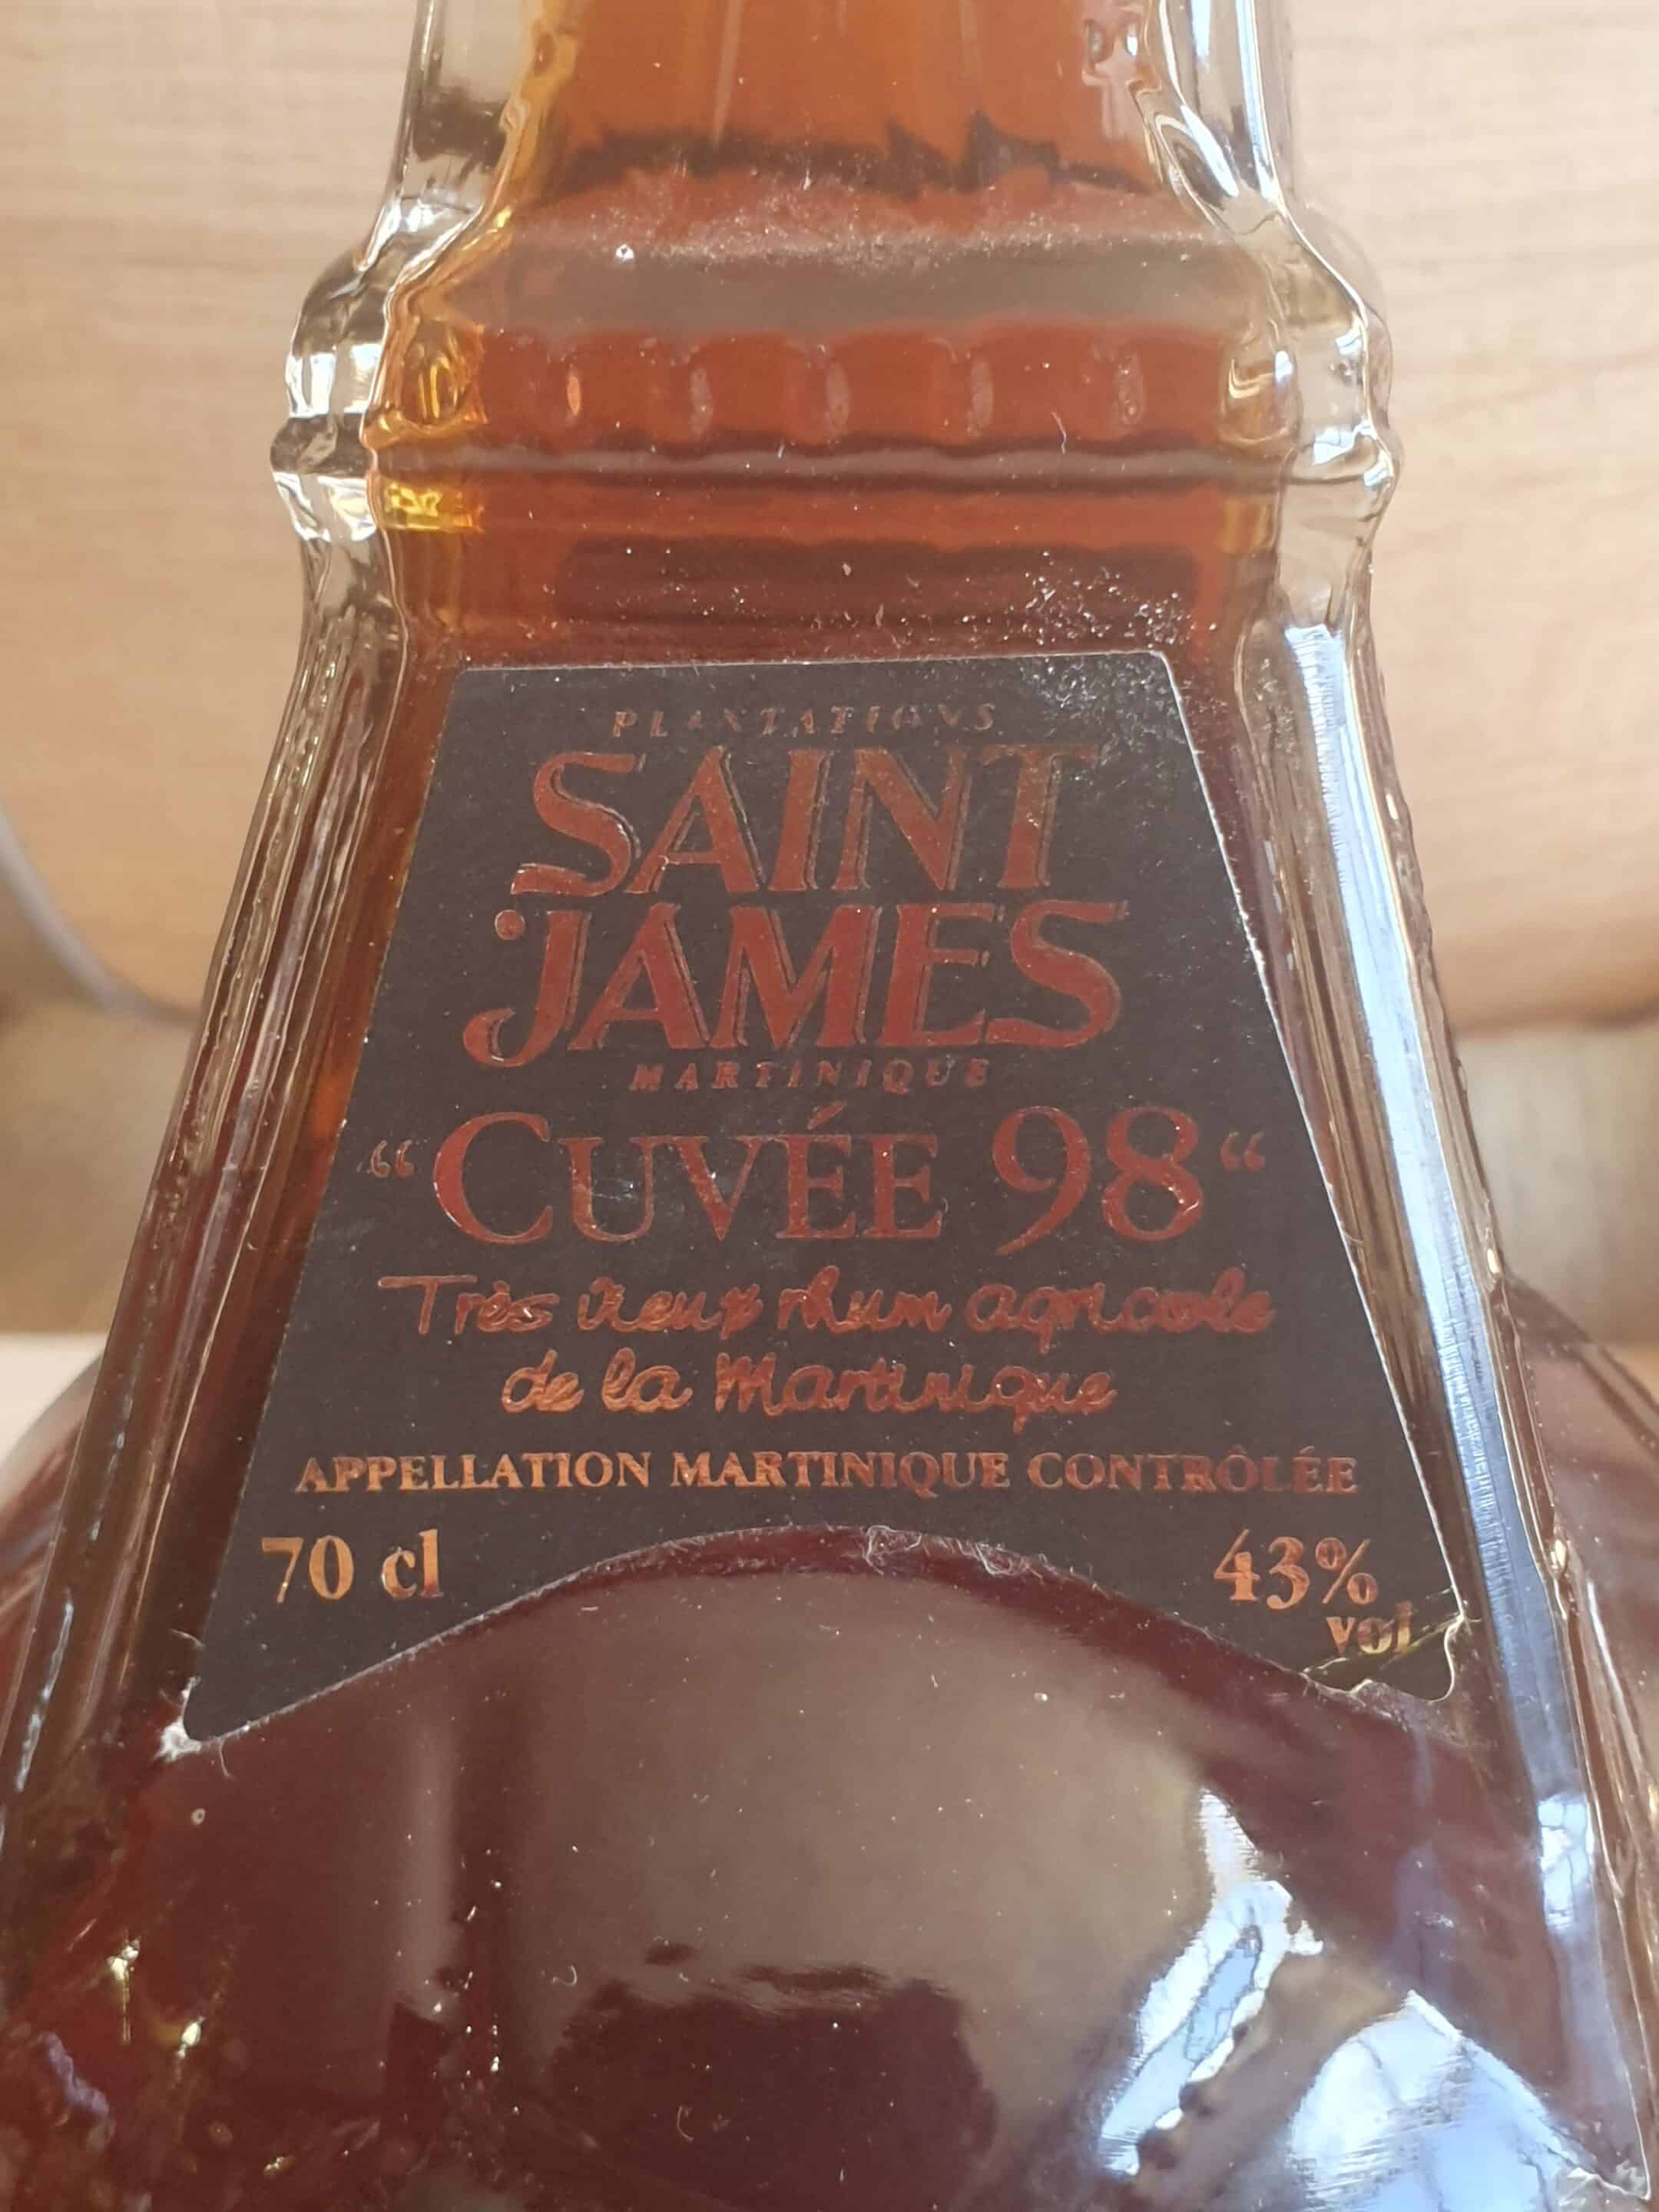 PLANTATIONS
SAINT
JAMES
MARTINIQUE
“CUVÉE 98“
Très vieux rhum agricole
de la Martinique
APPELLATION MARTINIQUE CONTRÔLÉE
70 cl 43%
vol